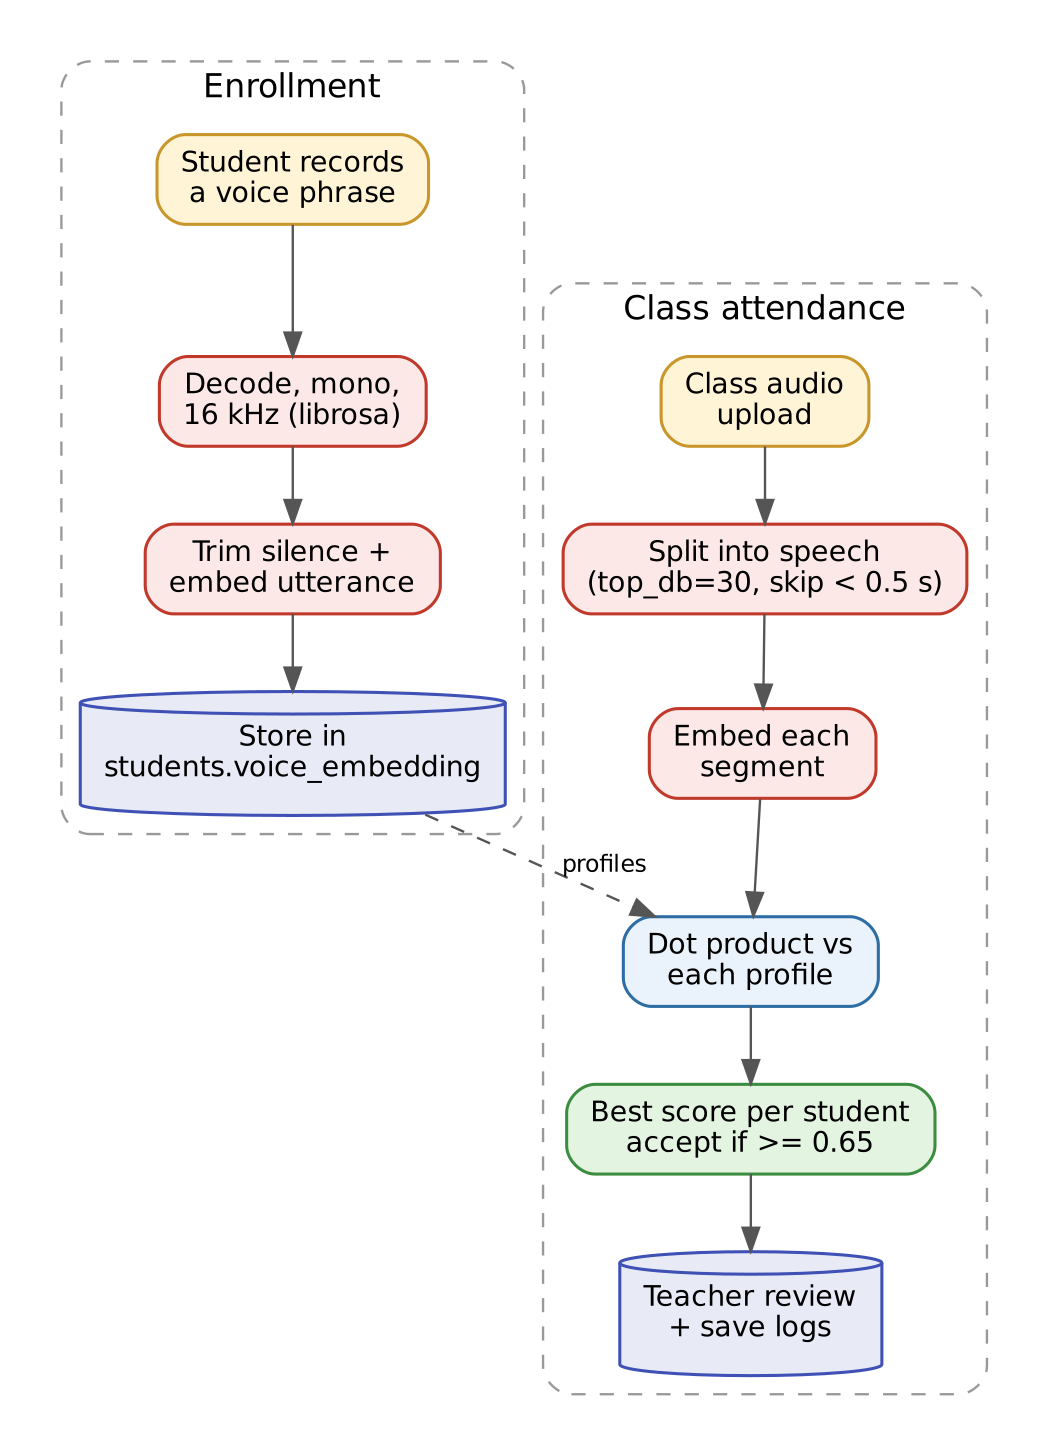 Enrollment
Student records
a voice phrase
Decode, mono,
16 kHz (librosa)
Trim silence +
embed utterance
Store in
students.voice_embedding
profiles
Class attendance
Class audio
upload
Split into speech
(top_db=30, skip < 0.5 s)
Embed each
segment
Dot product vs
each profile
Best score per student
accept if >= 0.65
Teacher review
+ save logs